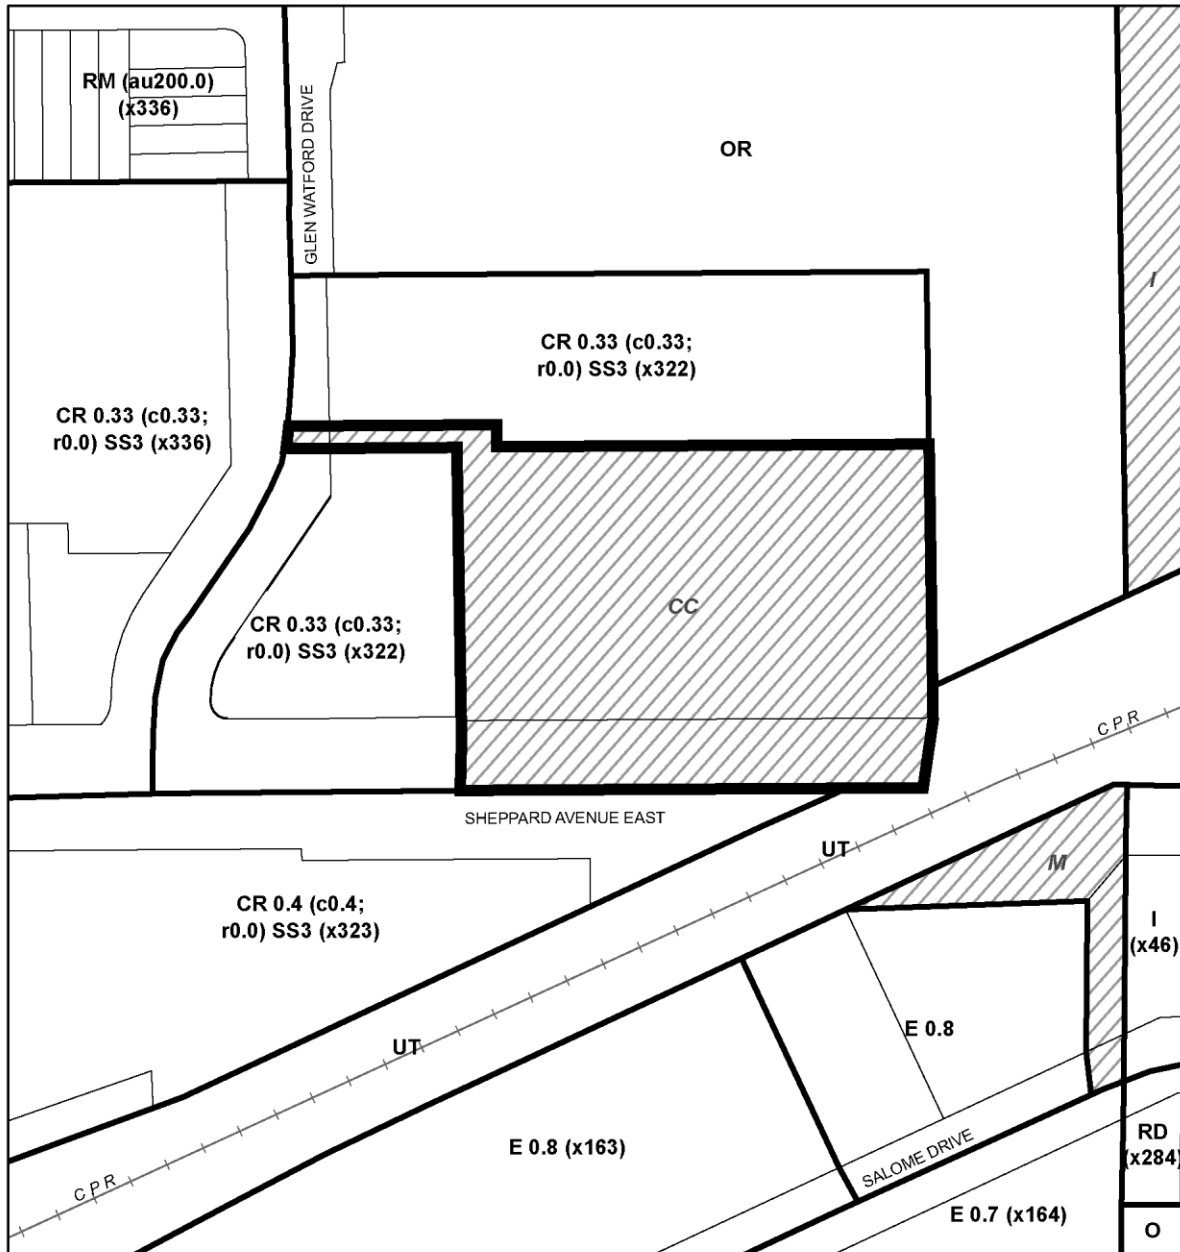 RM (au200.0)
(x336)
GLEN WATFORD DRIVE
OR
I
CR 0.33 (c0.33;
r0.0) SS3 (x322)
CR 0.33 (c0.33;
r0.0) SS3 (x336)
CC
CR 0.33 (c0.33;
r0.0) SS3 (x322)
C P R
SHEPPARD AVENUE EAST
UT
M
CR 0.4 (c0.4;
r0.0) SS3 (x323)
I
(x46)
E 0.8
UT
E 0.8 (x163)
SALOME DRIVE
RD
(x284)
C P R
E 0.7 (x164)
O